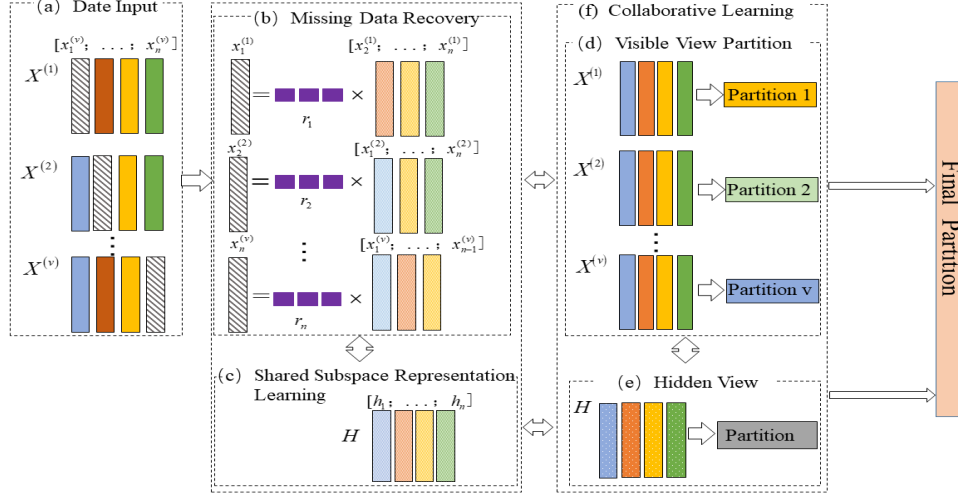 (a) Date Input
[x_1^{(v)}; ...; x_n^{(v)}]
X^{(1)}
X^{(2)}
X^{(v)}
(b) Missing Data Recovery
x_1^{(1)}
[x_2^{(1)}; ...; x_n^{(1)}]
= r_1 ×
x_2^{(2)}
[x_1^{(2)}; ...; x_n^{(2)}]
= r_2 ×
x_n^{(v)}
[x_1^{(v)}; ...; x_{n-1}^{(v)}]
= r_n ×
(c) Shared Subspace Representation
Learning
[h_1; ...; h_n]
H
(f) Collaborative Learning
(d) Visible View Partition
X^{(1)}
Partition 1
X^{(2)}
Partition 2
X^{(v)}
Partition v
(e) Hidden View
H
Partition
Final Partition